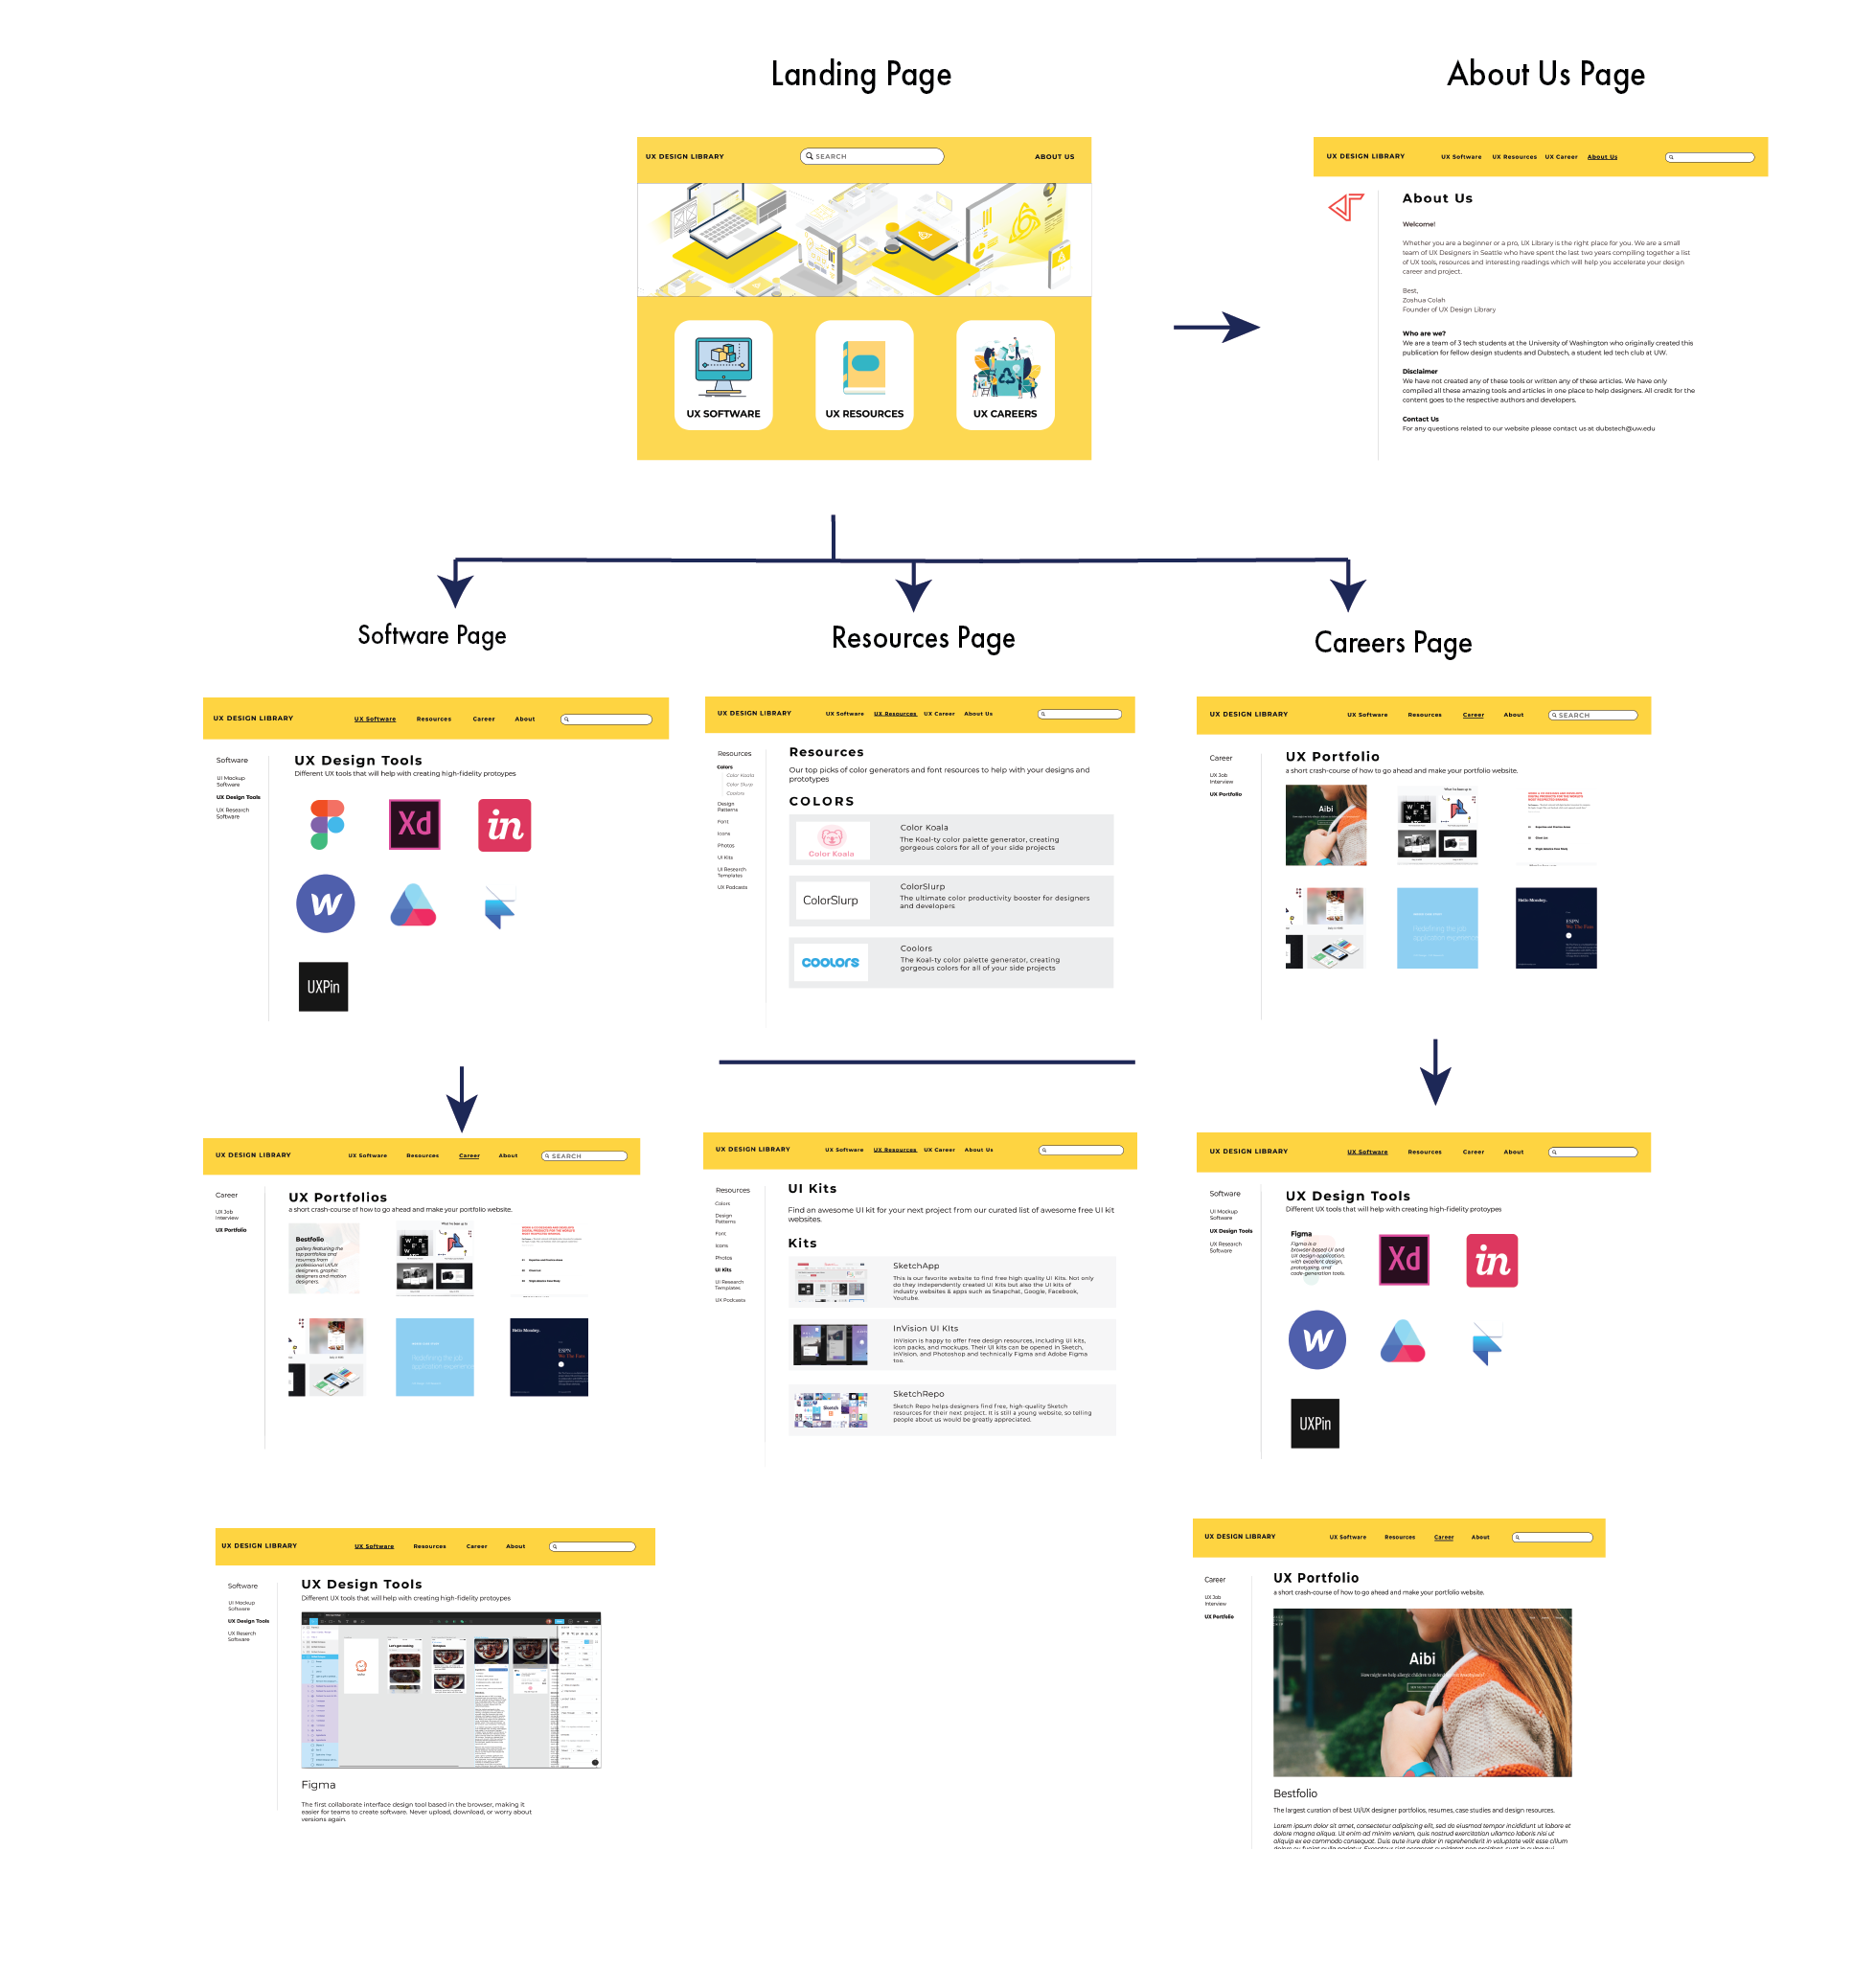 Landing Page
About Us Page
UX DESIGN LIBRARY
SEARCH
ABOUT US
UX SOFTWARE
UX RESOURCES
UX CAREERS
UX DESIGN LIBRARY
UX Software
UX Resources
UX Career
About Us
About Us
Welcome!
Whether you are a beginner or a pro, UX Library is the right place for you. We are a small
team of UX Designers in Seattle who have spent the last two years compiling together a list
of UX tools, resources and interesting readings which will help you accelerate your design
career and project.
Best,
Zoshua Colah
Founder of UX Design Library
Who are we?
We are a team of 3 tech students at the University of Washington who originally created this
publication for fellow design students and Dubstech, a student led tech club at UW.
Disclaimer
We have not created any of these tools or written any of these articles. We have only
compiled all these amazing tools and articles in one place to help designers. All credit for the
content goes to the respective authors and developers.
Contact Us
For any questions related to our website please contact us at dubstech@uw.edu
Software Page
Resources Page
Careers Page
UX DESIGN LIBRARY
UX Software
Resources
Career
About
Software
UI Mockup
Software
UX Design Tools
UX Research
Software
UX Design Tools
Different UX tools that will help with creating high-fidelity protoypes
Xd
in
W
UXPin
UX DESIGN LIBRARY
UX Software
UX Resources
UX Career
About Us
Resources
Colors
Color Koala
Color Slurp
Coolors
Design
Patterns
Font
Icons
Photos
UI Kits
UI Research
Templates
UX Podcasts
Resources
Our top picks of color generators and font resources to help with your designs and
prototypes
COLORS
Color Koala
Color Koala
The Koal-ty color palette generator, creating
gorgeous colors for all of your side projects
ColorSlurp
ColorSlurp
The ultimate color productivity booster for designers
and developers
coolors
Coolors
The Koal-ty color palette generator, creating
gorgeous colors for all of your side projects
UX DESIGN LIBRARY
UX Software
Resources
Career
About
SEARCH
Career
UX Job
Interview
UX Portfolio
UX Portfolio
a short crash-course of how to go ahead and make your portfolio website.
Aibi
Redefining the job
application experience
Hello Monday.
ESPN
UX DESIGN LIBRARY
UX Software
Resources
Career
About
SEARCH
Career
UX Job
Interview
UX Portfolio
UX Portfolios
a short crash-course of how to go ahead and make your portfolio website.
Bestfolio
gallery featuring the
top portfolios and
resumes from
professional UI/UX
designers, graphic
designers and motion
designers.
Redefining the job
application experience
Hello Monday.
ESPN
UX DESIGN LIBRARY
UX Software
UX Resources
UX Career
About Us
Resources
Colors
Design
Patterns
Font
Icons
Photos
UI Kits
UI Research
Templates
UX Podcasts
UI Kits
Find an awesome UI kit for your next project from our curated list of awesome free UI kit
websites.
Kits
SketchApp
This is our favorite website to find free high quality UI Kits. Not only
do they independently created UI Kits but also the UI kits of
industry websites & apps such as Snapchat, Google, Facebook,
Youtube.
InVision UI KIts
InVision is happy to offer free design resources, including UI kits,
icon packs, and mockups. Their UI kits can be opened in Sketch,
InVision, and Photoshop and technically Figma and Adobe Figma
too.
Sketch
SketchRepo
Sketch Repo helps designers find free, high-quality Sketch
resources for their next project. It is still a young website, so telling
people about us would be greatly appreciated.
UX DESIGN LIBRARY
UX Software
Resources
Career
About
Software
UI Mockup
Software
UX Design Tools
UX Research
Software
UX Design Tools
Different UX tools that will help with creating high-fidelity protoypes
Figma
Figma is a
browser-based UI and
UX design application,
with excellent design,
prototyping, and
code-generation tools.
Xd
in
W
UXPin
UX DESIGN LIBRARY
UX Software
Resources
Career
About
Software
UI Mockup
Software
UX Design Tools
UX Reserch
Software
UX Design Tools
Different UX tools that will help with creating high-fidelity protoypes
Figma
The first collaborate interface design tool based in the browser, making it
easier for teams to create software. Never upload, download, or worry about
versions again.
UX DESIGN LIBRARY
UX Software
Resources
Career
About
Career
UX Job
Interview
UX Portfolio
UX Portfolio
a short crash-course of how to go ahead and make your portfolio website.
Aibi
Bestfolio
The largest curation of best UI/UX designer portfolios, resumes, case studies and design resources.
Lorem ipsum dolor sit amet, consectetur adipiscing elit, sed do eiusmod tempor incididunt ut labore et
dolore magna aliqua. Ut enim ad minim veniam, quis nostrud exercitation ullamco laboris nisi ut
aliquip ex ea commodo consequat. Duis aute irure dolor in reprehenderit in voluptate velit esse cillum